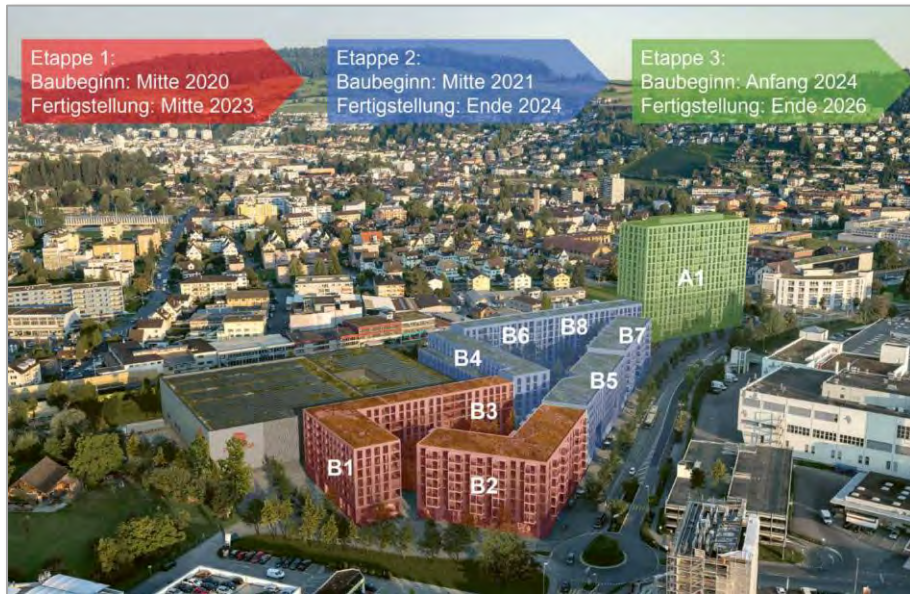 Etappe 1:
Baubeginn: Mitte 2020
Fertigstellung: Mitte 2023
Etappe 2:
Baubeginn: Mitte 2021
Fertigstellung: Ende 2024
Etappe 3:
Baubeginn: Anfang 2024
Fertigstellung: Ende 2026
A1
B8
B7
B6
B4
B5
B3
B1
B2